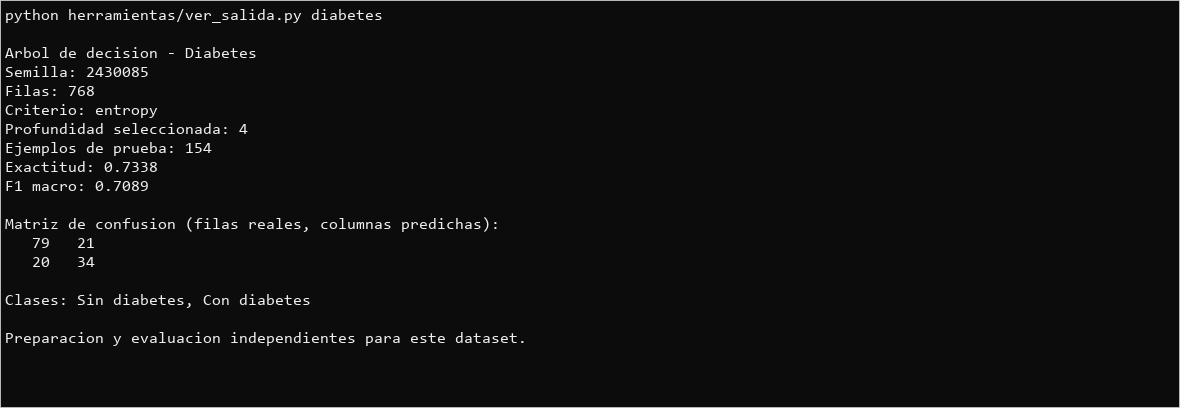 python herramientas/ver_salida.py diabetes
Arbol de decision - Diabetes
Semilla: 2430085
Filas: 768
Criterio: entropy
Profundidad seleccionada: 4
Ejemplos de prueba: 154
Exactitud: 0.7338
F1 macro: 0.7089
Matriz de confusion (filas reales, columnas predichas):
79   21
20   34
Clases: Sin diabetes, Con diabetes
Preparacion y evaluacion independientes para este dataset.